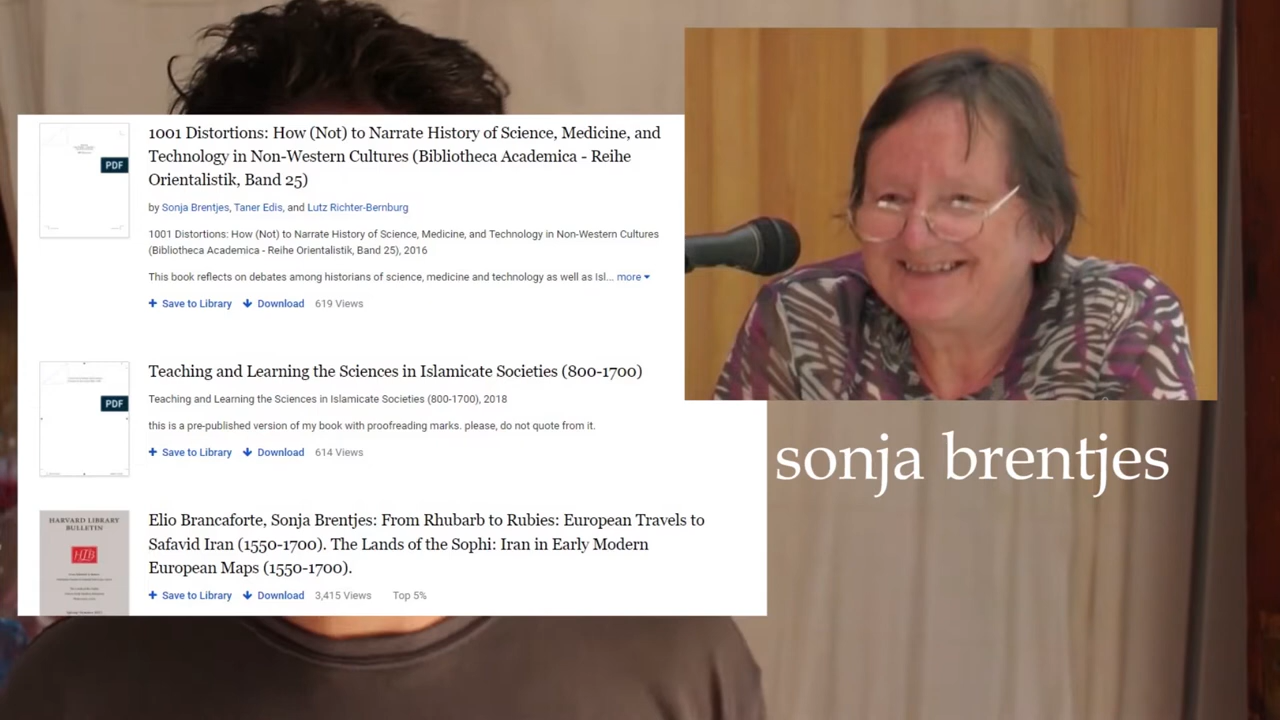 1001 Distortions: How (Not) to Narrate History of Science, Medicine, and
Technology in Non-Western Cultures (Bibliotheca Academica - Reihe
Orientalistik, Band 25)
PDF
by Sonja Brentjes, Taner Edis, and Lutz Richter-Bernburg
1001 Distortions: How (Not) to Narrate History of Science, Medicine, and Technology in Non-Western Cultures
(Bibliotheca Academica - Reihe Orientalistik, Band 25), 2016
This book reflects on debates among historians of science, medicine and technology as well as Isl... more
Save to Library Download 619 Views
Teaching and Learning the Sciences in Islamicate Societies (800-1700)
PDF
Teaching and Learning the Sciences in Islamicate Societies (800-1700), 2018
this is a pre-published version of my book with proofreading marks. please, do not quote from it.
Save to Library Download 614 Views
HARVARD LIBRARY
BULLETIN
HLB
Elio Brancaforte, Sonja Brentjes: From Rhubarb to Rubies: European Travels to
Safavid Iran (1550-1700). The Lands of the Sophi: Iran in Early Modern
European Maps (1550-1700).
Save to Library Download 3,415 Views Top 5%
sonja brentjes